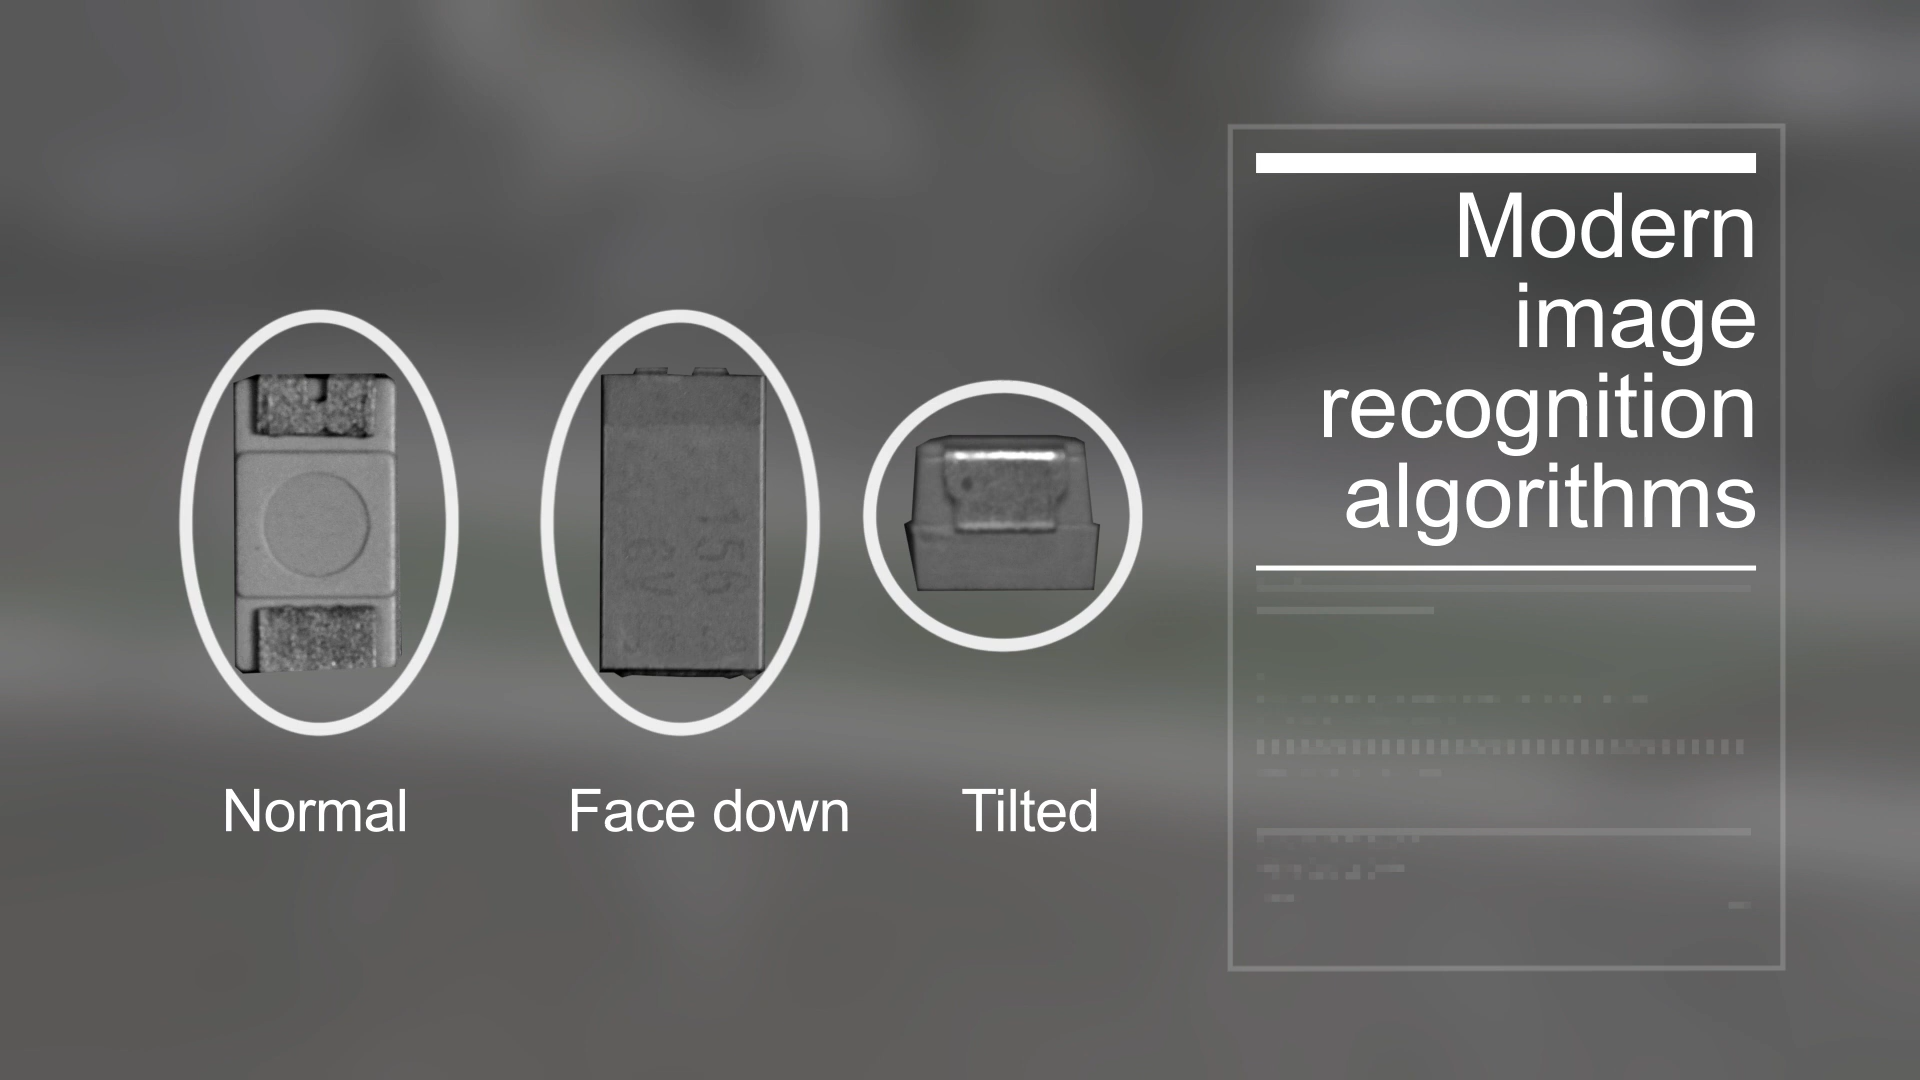 Modern
image
recognition
algorithms
Normal
Face down
Tilted